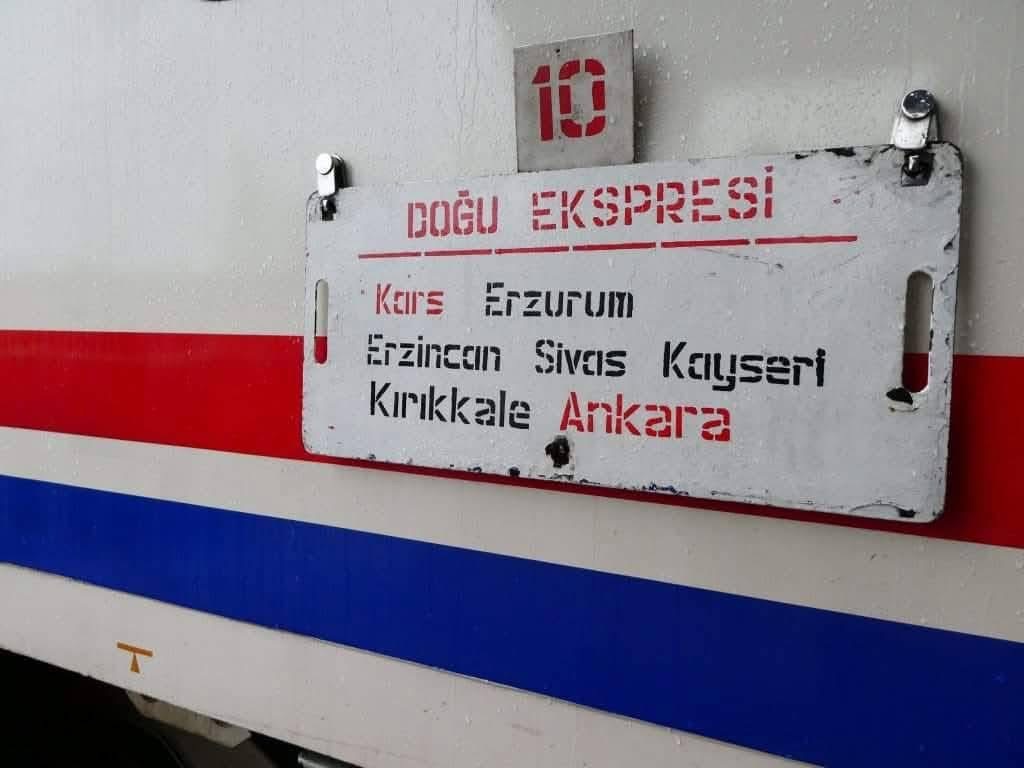 10
DOĞU EKSPRESİ
Kars Erzurum
Erzincan Sivas Kayseri
Kırıkkale Ankara